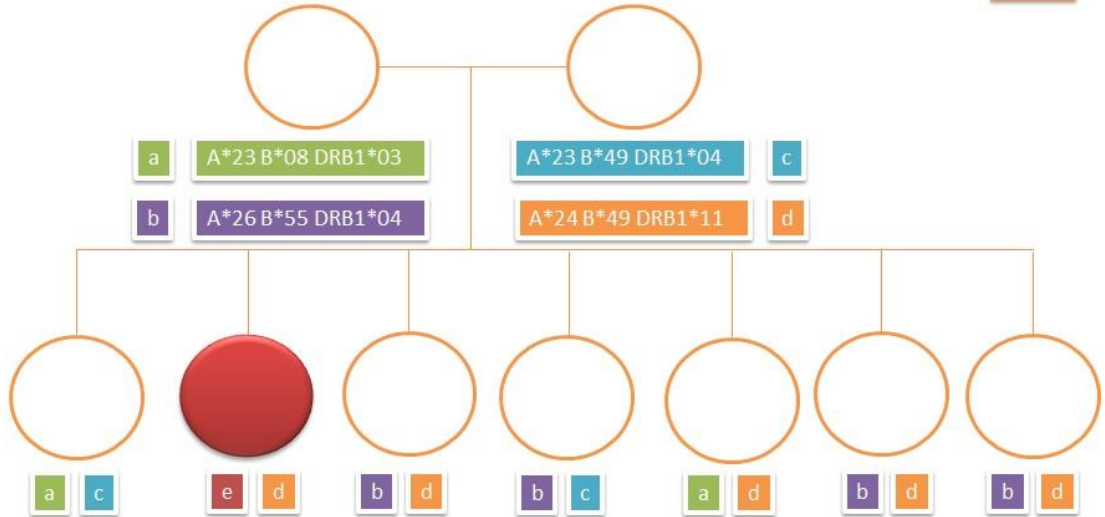 a A*23 B*08 DRB1*03 A*23 B*49 DRB1*04 c
b A*26 B*55 DRB1*04 A*24 B*49 DRB1*11 d
a c e d b d b c a d b d b d